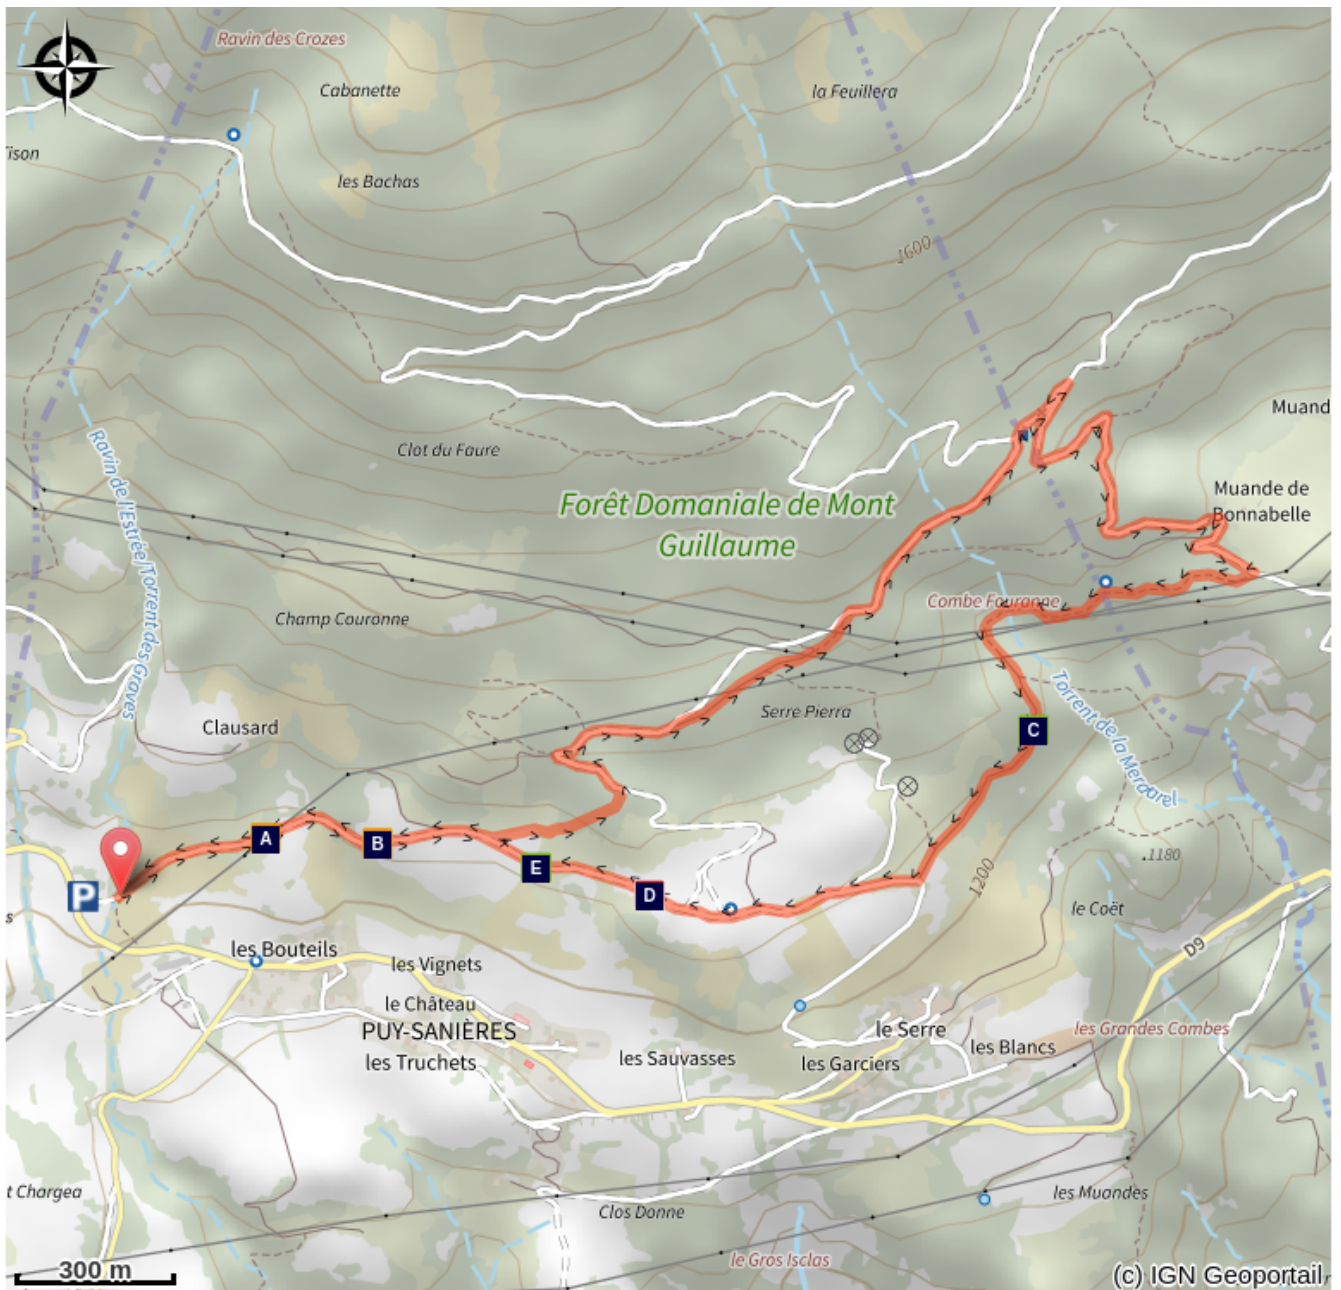 Ravin des Crozes
Cabanette
la Feuillera
les Bachas
1600
Clot du Faure
Muand
Muande de
Bonnabelle
Forêt Domaniale de Mont
Guillaume
Ravin de l'Estrée/Torrent des Graves
Champ Couronne
Combe Fouranne
Clausard
Serre Pierra
Torrent de la Merdarel
C
A
B
E
D
P
1180
1200
le Coët
D9
les Bouteils
les Vignets
le Château
PUY-SANIÈRES
les Truchets
les Sauvasses
le Serre
les Garciers
les Blancs
les Grandes Combes
t Chargea
Clos Donne
les Muandes
le Gros Isclas
300 m
(c) IGN Geoportail